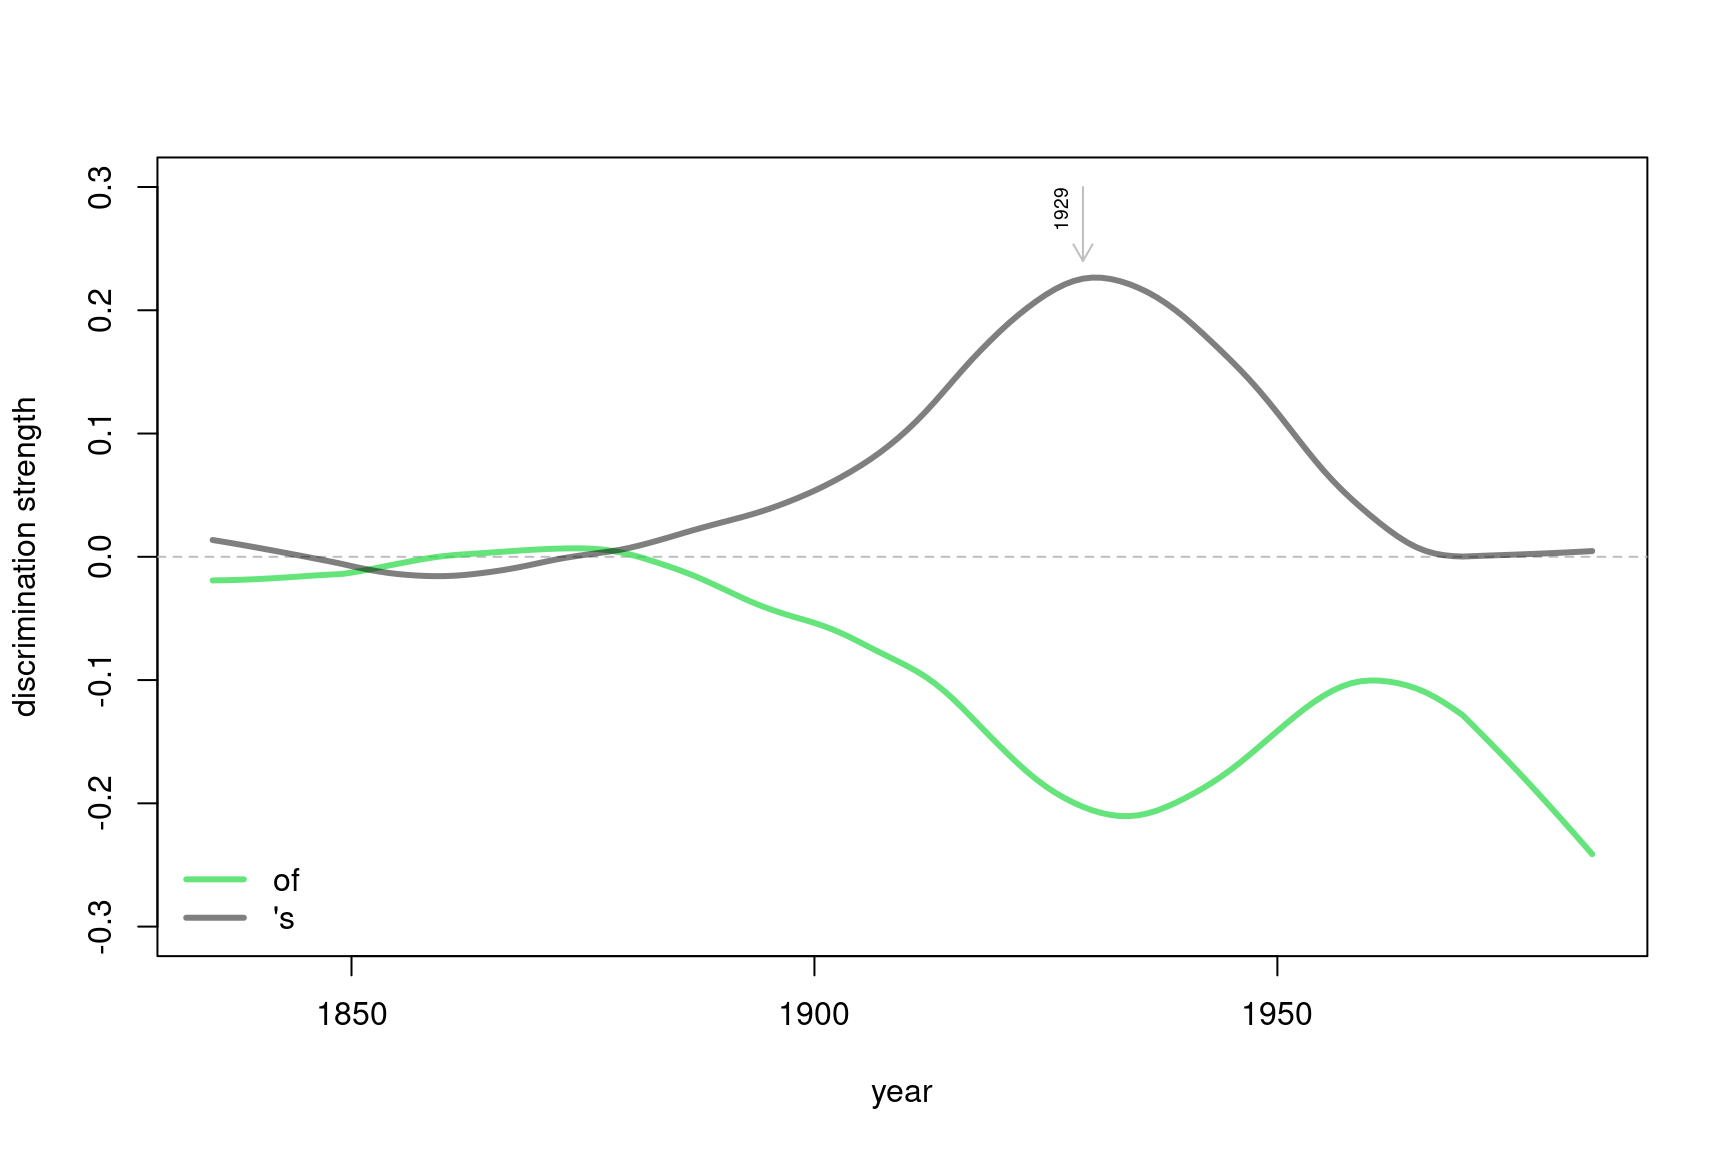 discrimination strength
0.3
0.2
0.1
0.0
-0.1
-0.2
-0.3
1929
of
's
1850
1900
1950
year